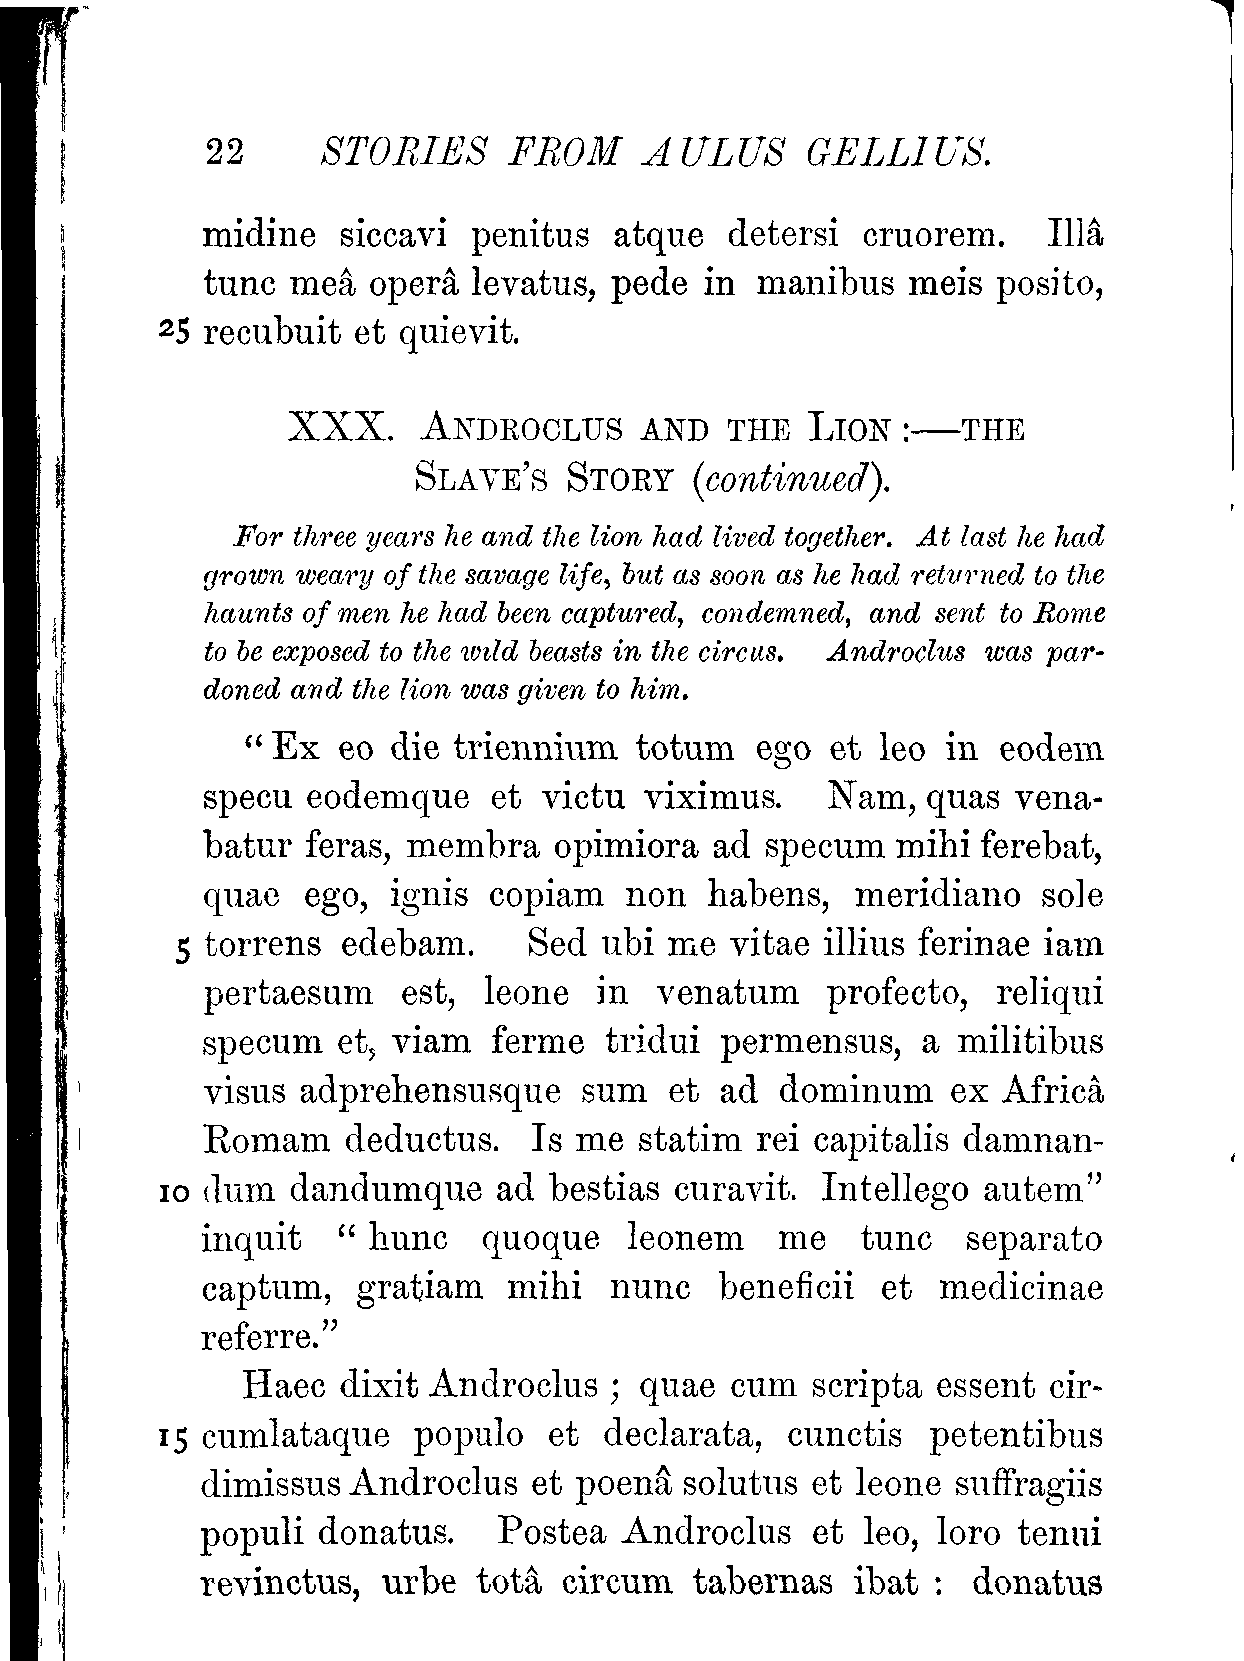 22 STORIES FROM AULUS GELLIUS.
midine siccavi penitus atque detersi cruorem. Illâ
tunc meâ operâ levatus, pede in manibus meis posito,
25 recubuit et quievit.
XXX. ANDROCLUS AND THE LION :—THE
SLAVE'S STORY (continued).
For three years he and the lion had lived together. At last he had
grown weary of the savage life, but as soon as he had returned to the
haunts of men he had been captured, condemned, and sent to Rome
to be exposed to the wild beasts in the circus. Androclus was par-
doned and the lion was given to him.
“Ex eo die triennium totum ego et leo in eodem
specu eodemque et victu viximus. Nam, quas vena-
batur feras, membra opimiora ad specum mihi ferebat,
quae ego, ignis copiam non habens, meridiano sole
5 torrens edebam. Sed ubi me vitae illius ferinae iam
pertaesum est, leone in venatum profecto, reliqui
specum et, viam ferme tridui permensus, a militibus
visus adprehensusque sum et ad dominum ex Africâ
Romam deductus. Is me statim rei capitalis damnan-
10 dum dandumque ad bestias curavit. Intellego autem”
inquit “hunc quoque leonem me tunc separato
captum, gratiam mihi nunc beneficii et medicinae
referre.”
Haec dixit Androclus ; quae cum scripta essent cir-
15 cumlataque populo et declarata, cunctis petentibus
dimissus Androclus et poenâ solutus et leone suffragiis
populi donatus. Postea Androclus et leo, loro tenui
revinctus, urbe totâ circum tabernas ibat : donatus